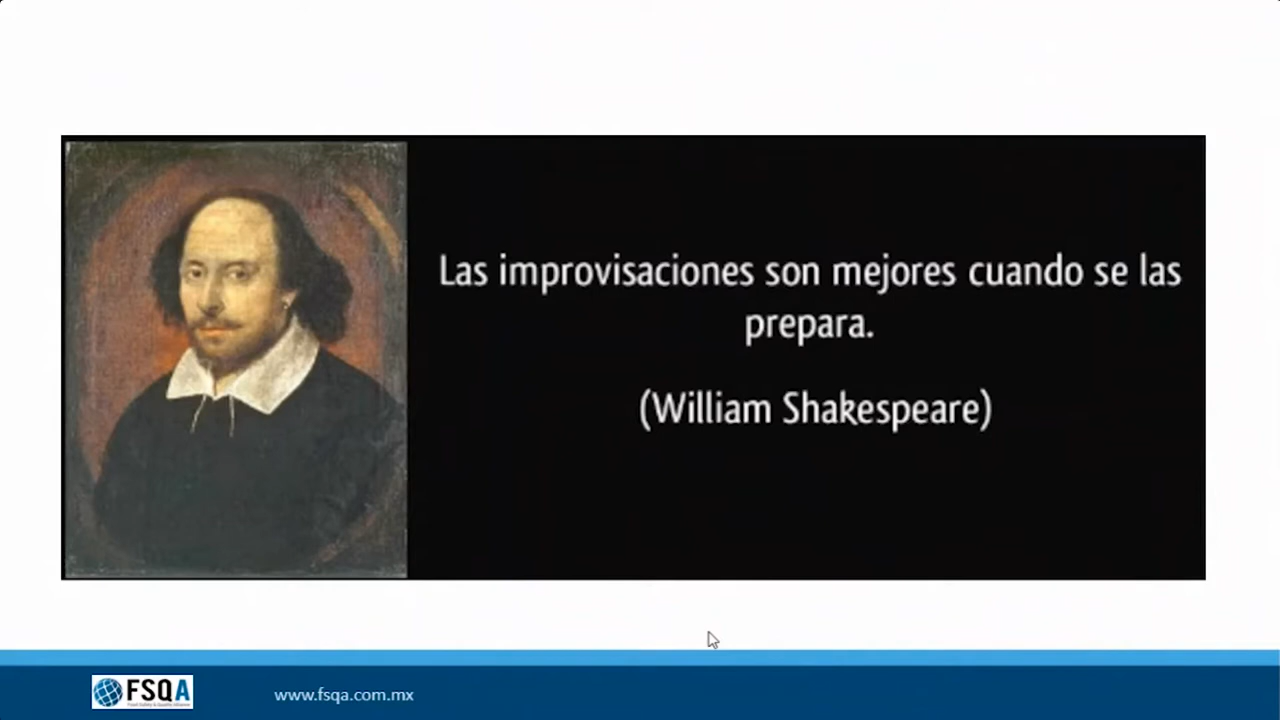 Las improvisaciones son mejores cuando se las
prepara.
(William Shakespeare)
FSQA
www.fsqa.com.mx